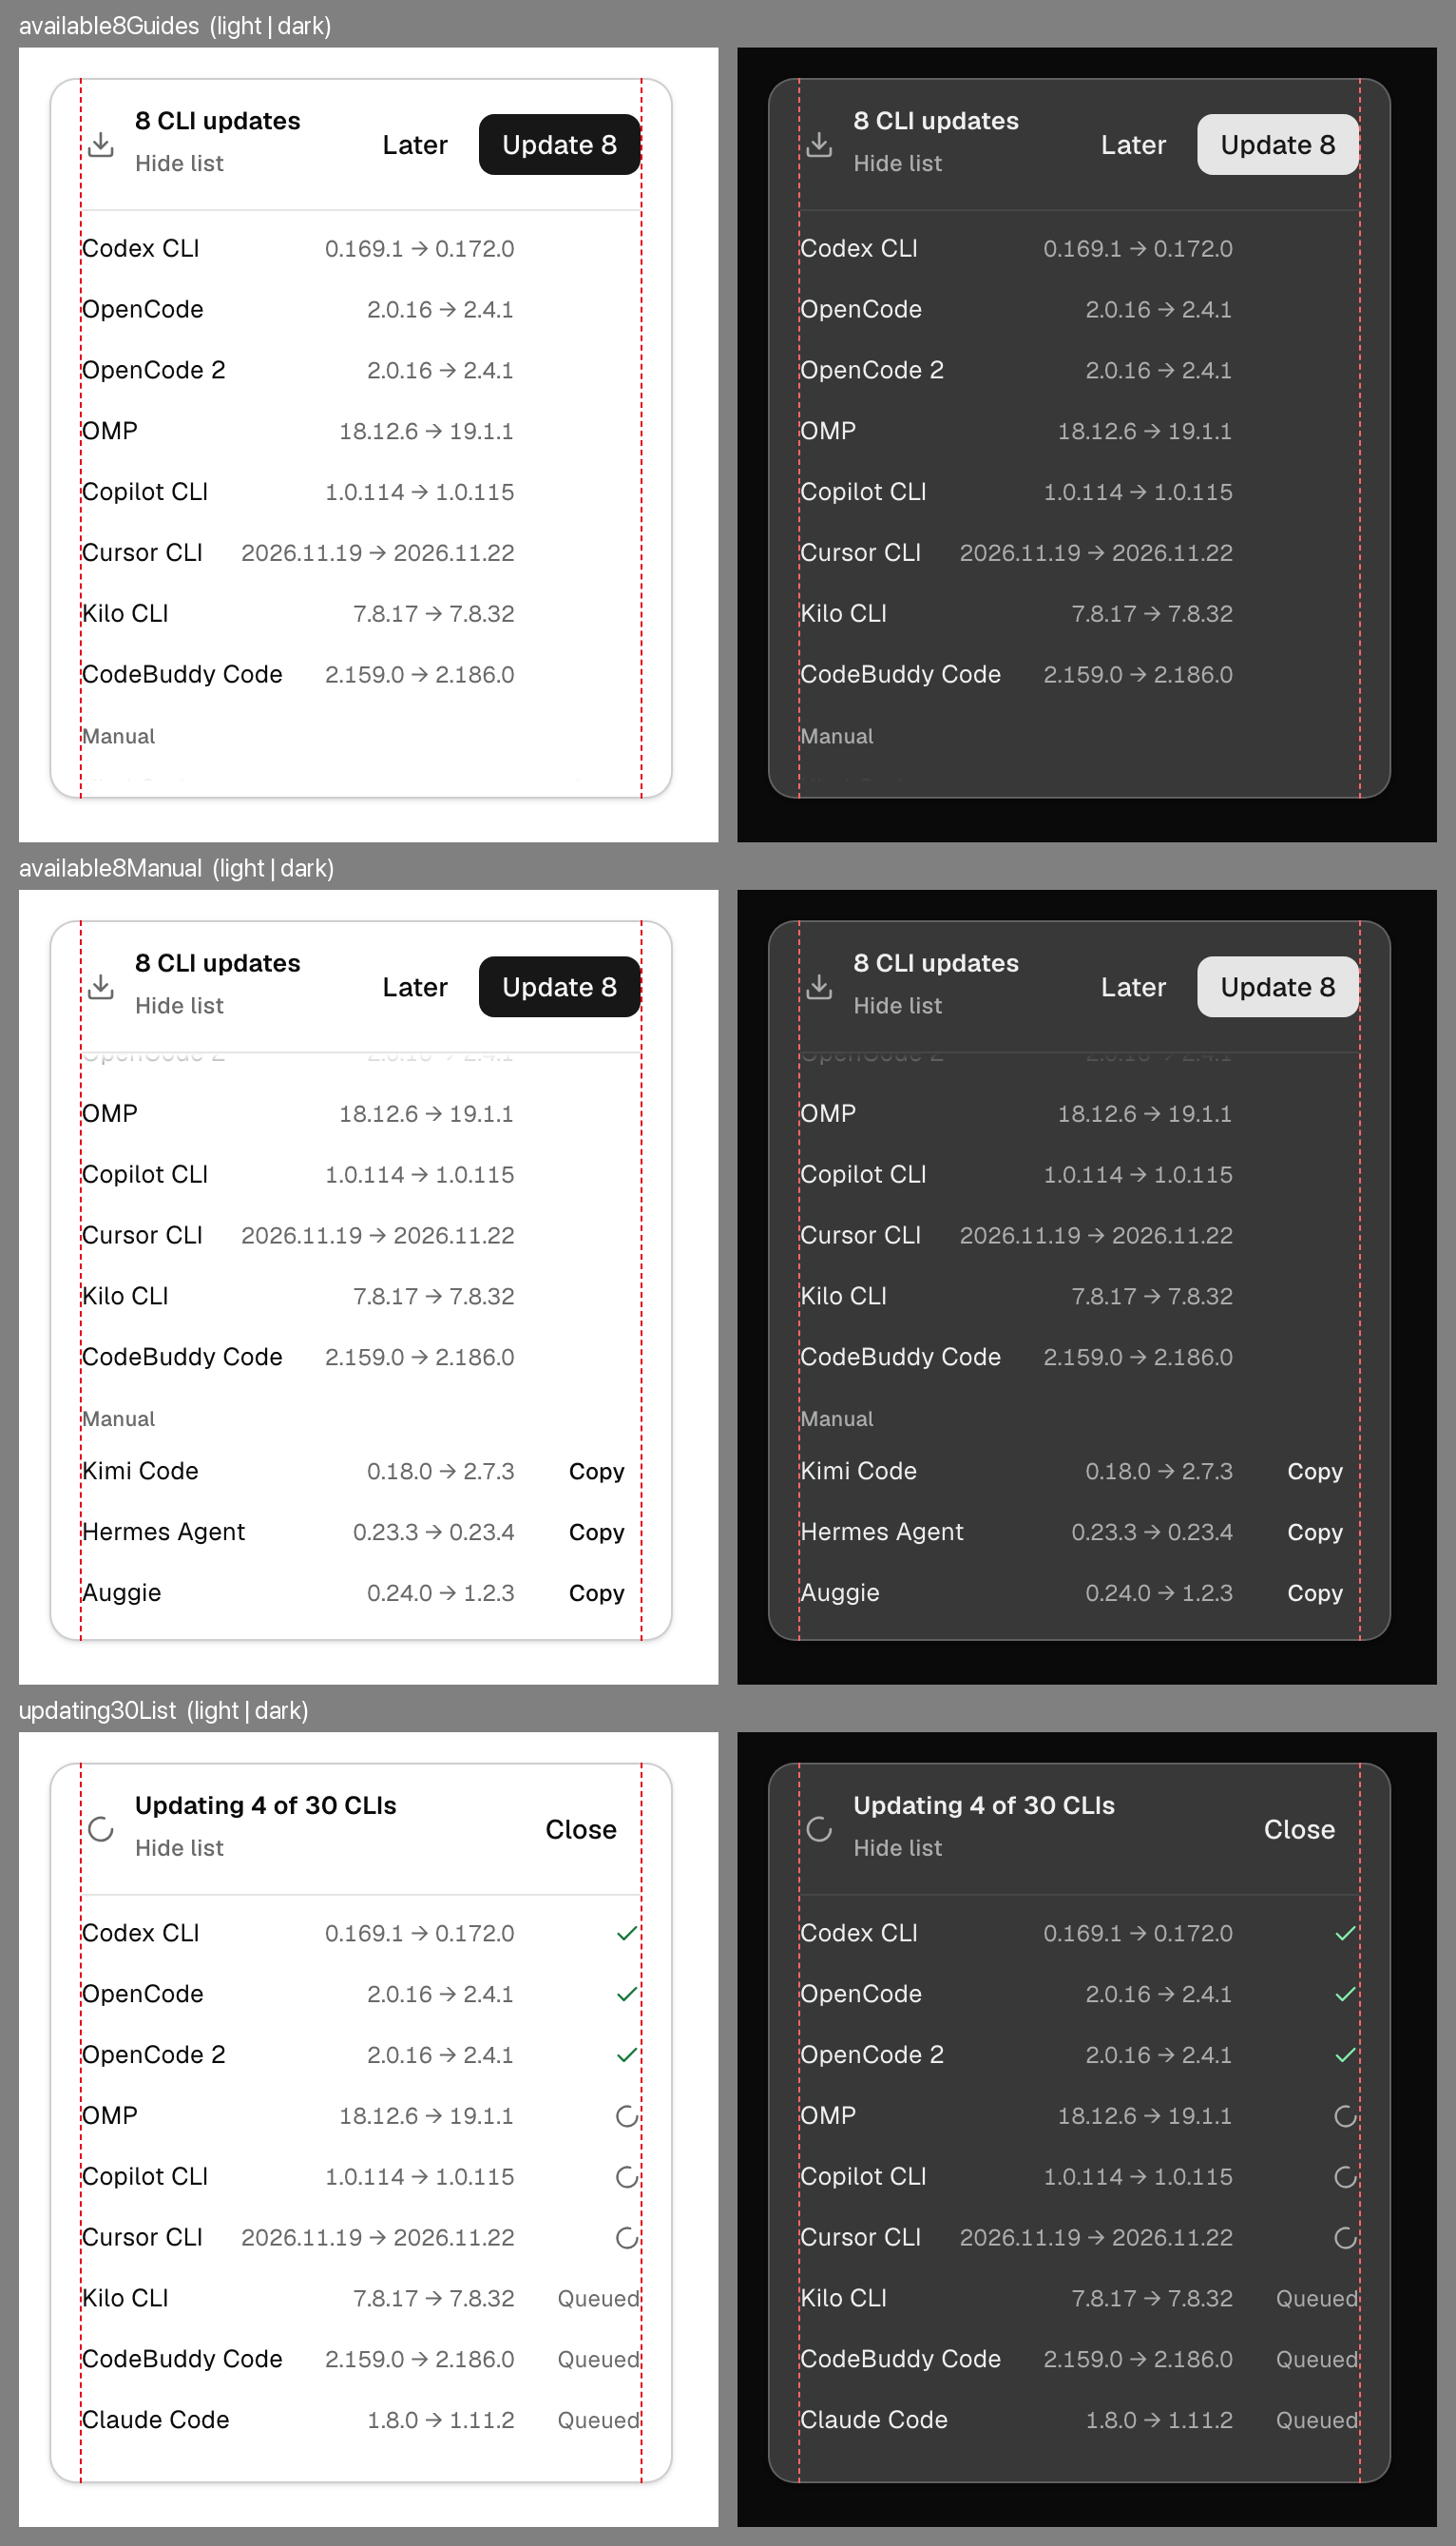 available8Guides (light | dark)
8 CLI updates
Hide list
Later
Update 8
Codex CLI 0.169.1 → 0.172.0
OpenCode 2.0.16 → 2.4.1
OpenCode 2 2.0.16 → 2.4.1
OMP 18.12.6 → 19.1.1
Copilot CLI 1.0.114 → 1.0.115
Cursor CLI 2026.11.19 → 2026.11.22
Kilo CLI 7.8.17 → 7.8.32
CodeBuddy Code 2.159.0 → 2.186.0
Manual
8 CLI updates
Hide list
Later
Update 8
Codex CLI 0.169.1 → 0.172.0
OpenCode 2.0.16 → 2.4.1
OpenCode 2 2.0.16 → 2.4.1
OMP 18.12.6 → 19.1.1
Copilot CLI 1.0.114 → 1.0.115
Cursor CLI 2026.11.19 → 2026.11.22
Kilo CLI 7.8.17 → 7.8.32
CodeBuddy Code 2.159.0 → 2.186.0
Manual
available8Manual (light | dark)
8 CLI updates
Hide list
Later
Update 8
OpenCode 2 2.0.16 → 2.4.1
OMP 18.12.6 → 19.1.1
Copilot CLI 1.0.114 → 1.0.115
Cursor CLI 2026.11.19 → 2026.11.22
Kilo CLI 7.8.17 → 7.8.32
CodeBuddy Code 2.159.0 → 2.186.0
Manual
Kimi Code 0.18.0 → 2.7.3 Copy
Hermes Agent 0.23.3 → 0.23.4 Copy
Auggie 0.24.0 → 1.2.3 Copy
8 CLI updates
Hide list
Later
Update 8
OpenCode 2 2.0.16 → 2.4.1
OMP 18.12.6 → 19.1.1
Copilot CLI 1.0.114 → 1.0.115
Cursor CLI 2026.11.19 → 2026.11.22
Kilo CLI 7.8.17 → 7.8.32
CodeBuddy Code 2.159.0 → 2.186.0
Manual
Kimi Code 0.18.0 → 2.7.3 Copy
Hermes Agent 0.23.3 → 0.23.4 Copy
Auggie 0.24.0 → 1.2.3 Copy
updating30List (light | dark)
Updating 4 of 30 CLIs
Hide list
Close
Codex CLI 0.169.1 → 0.172.0
OpenCode 2.0.16 → 2.4.1
OpenCode 2 2.0.16 → 2.4.1
OMP 18.12.6 → 19.1.1
Copilot CLI 1.0.114 → 1.0.115
Cursor CLI 2026.11.19 → 2026.11.22
Kilo CLI 7.8.17 → 7.8.32 Queued
CodeBuddy Code 2.159.0 → 2.186.0 Queued
Claude Code 1.8.0 → 1.11.2 Queued
Updating 4 of 30 CLIs
Hide list
Close
Codex CLI 0.169.1 → 0.172.0
OpenCode 2.0.16 → 2.4.1
OpenCode 2 2.0.16 → 2.4.1
OMP 18.12.6 → 19.1.1
Copilot CLI 1.0.114 → 1.0.115
Cursor CLI 2026.11.19 → 2026.11.22
Kilo CLI 7.8.17 → 7.8.32 Queued
CodeBuddy Code 2.159.0 → 2.186.0 Queued
Claude Code 1.8.0 → 1.11.2 Queued